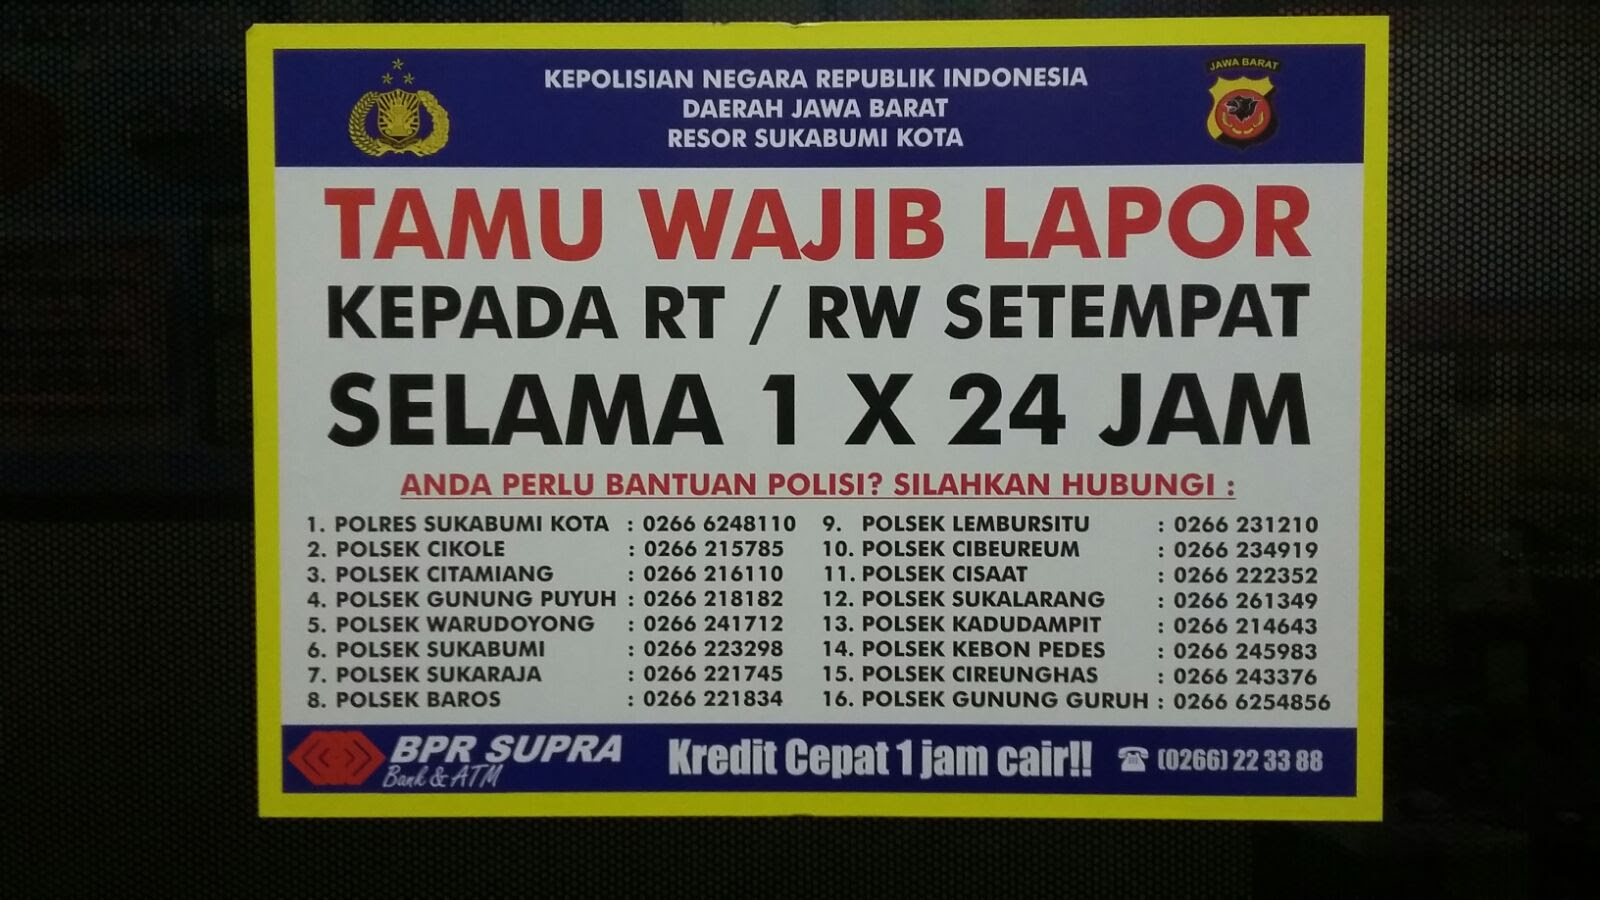 KEPOLISIAN NEGARA REPUBLIK INDONESIA
DAERAH JAWA BARAT
RESOR SUKABUMI KOTA
JAWA BARAT
TAMU WAJIB LAPOR
KEPADA RT / RW SETEMPAT
SELAMA 1 X 24 JAM
ANDA PERLU BANTUAN POLISI? SILAHKAN HUBUNGI :
1. POLRES SUKABUMI KOTA : 0266 6248110
2. POLSEK CIKOLE : 0266 215785
3. POLSEK CITAMIANG : 0266 216110
4. POLSEK GUNUNG PUYUH : 0266 218182
5. POLSEK WARUDOYONG : 0266 241712
6. POLSEK SUKABUMI : 0266 223298
7. POLSEK SUKARAJA : 0266 221745
8. POLSEK BAROS : 0266 221834
9. POLSEK LEMBURSITU : 0266 231210
10. POLSEK CIBEUREUM : 0266 234919
11. POLSEK CISAAT : 0266 222352
12. POLSEK SUKALARANG : 0266 261349
13. POLSEK KADUDAMPIT : 0266 214643
14. POLSEK KEBON PEDES : 0266 245983
15. POLSEK CIREUNGHAS : 0266 243376
16. POLSEK GUNUNG GURUH : 0266 6254856
BPR SUPRA
Bank & ATM
Kredit Cepat 1 jam cair!!
☎ (0266) 22 33 88